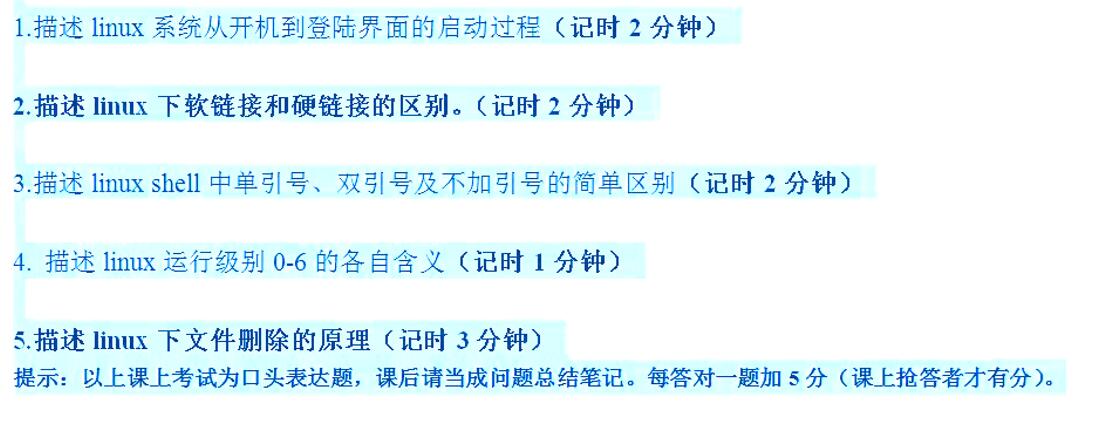 1.描述 linux 系统从开机到登陆界面的启动过程（记时 2 分钟）
2.描述 linux 下软链接和硬链接的区别。（记时 2 分钟）
3.描述 linux shell 中单引号、双引号及不加引号的简单区别（记时 2 分钟）
4. 描述 linux 运行级别 0-6 的各自含义（记时 1 分钟）
5.描述 linux 下文件删除的原理（记时 3 分钟）
提示：以上课上考试为口头表达题，课后请当成问题总结笔记。每答对一题加 5 分（课上抢答者才有分）。